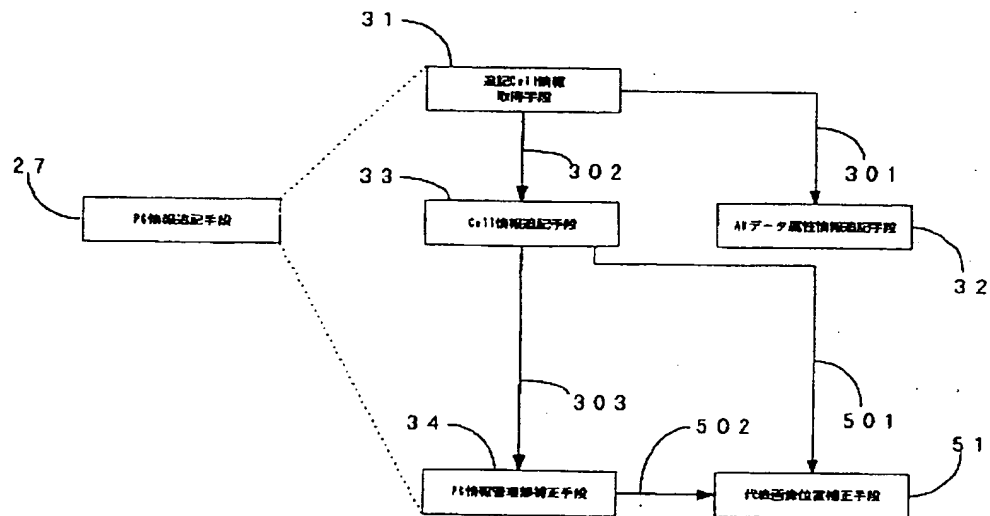 31
追記Cell情報
取得手段
302
301
27
33
PG情報追記手段
Cell情報追記手段
AVデータ属性情報追記手段
32
303
501
34
502
51
PG情報管理部補正手段
代表画像位置補正手段